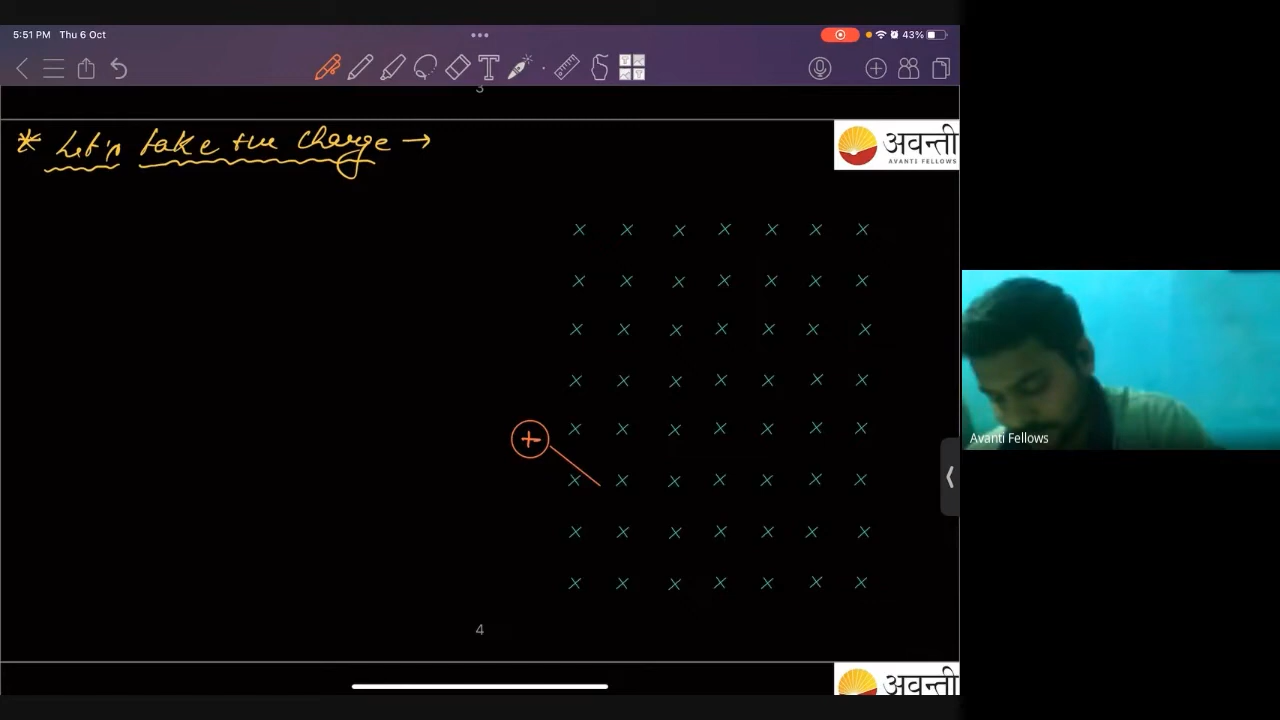 5:51 PM Thu 6 Oct
43%
3
* Let's take the charge →
अवन्ती
AVANTI FELLOWS
× × × × × × ×
× × × × × × ×
× × × × × × ×
× × × × × × ×
× × × × × × ×
+
× × × × × × ×
× × × × × × ×
× × × × × × ×
Avanti Fellows
4
अवन्ती